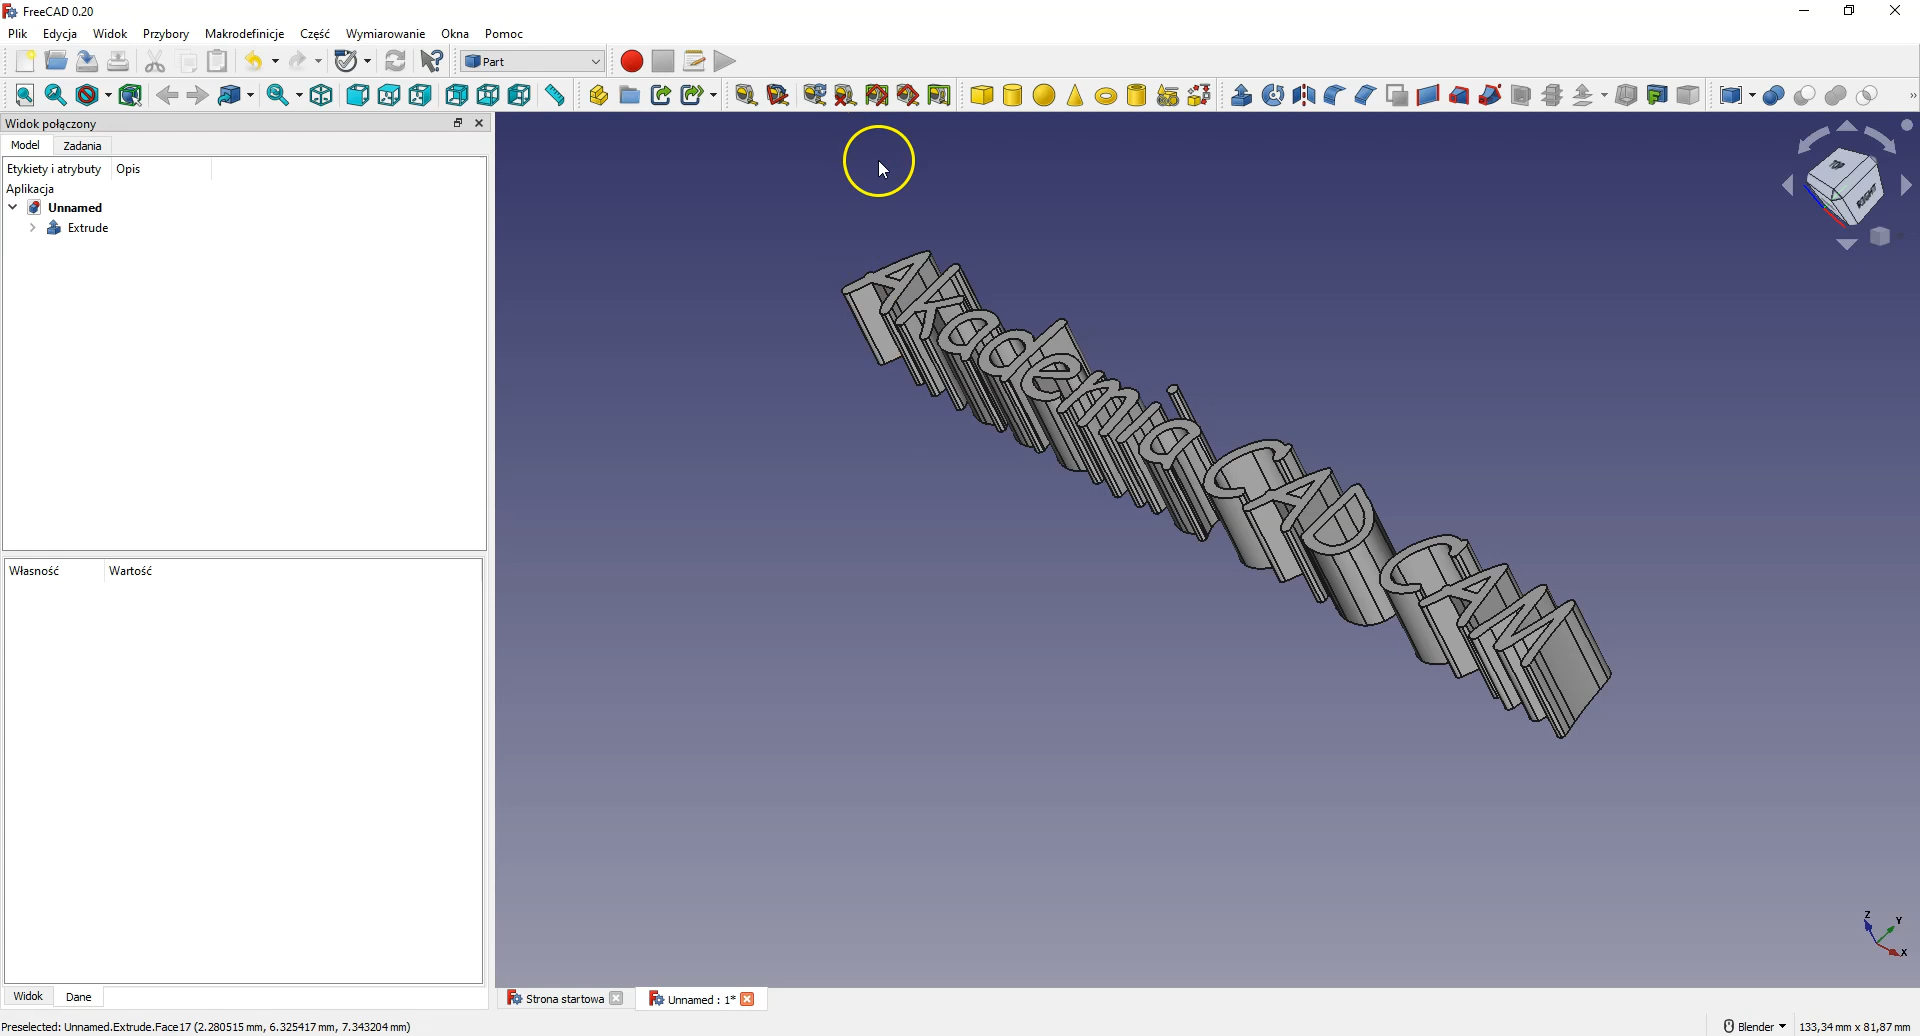 FreeCAD 0.20
Plik Edycja Widok Przybory Makrodefinicje Część Wymiarowanie Okna Pomoc
Part
Widok połączony
Model Zadania
Etykiety i atrybuty Opis
Aplikacja
Unnamed
Extrude
TOP
RIGHT
Akademia CAD CAM
Własność Wartość
Z
Y
X
Widok Dane
Strona startowa Unnamed : 1*
Preselected: Unnamed.Extrude.Face17 (2.280515 mm, 6.325417 mm, 7.343204 mm)
Blender 133,34 mm x 81,87 mm